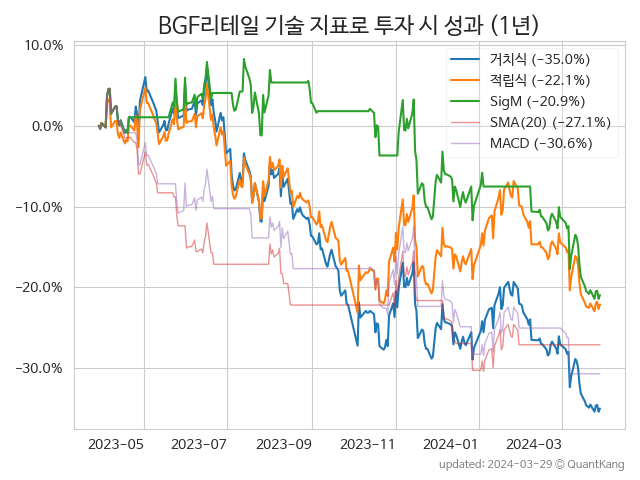 BGF리테일 기술 지표로 투자 시 성과 (1년)
10.0%
0.0%
−10.0%
−20.0%
−30.0%
거치식 (−35.0%)
적립식 (−22.1%)
SigM (−20.9%)
SMA(20) (−27.1%)
MACD (−30.6%)
2023-05
2023-07
2023-09
2023-11
2024-01
2024-03
updated: 2024-03-29 © QuantKang